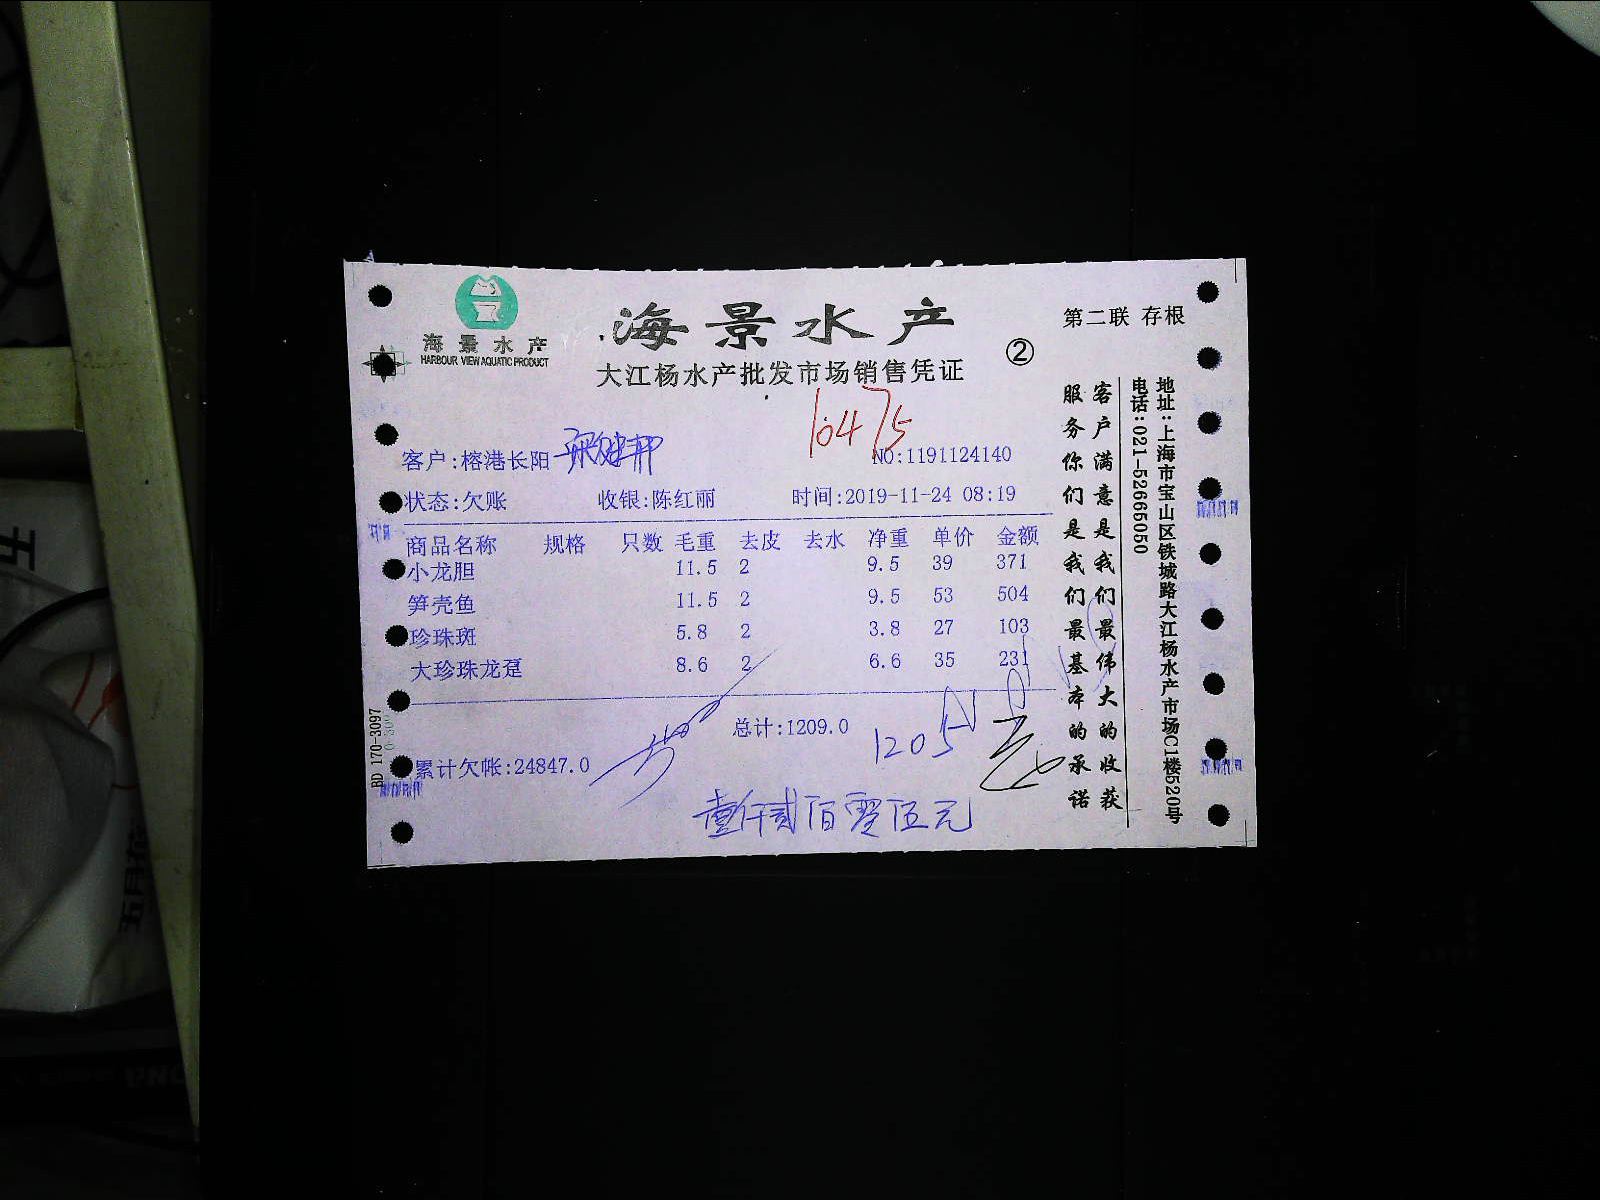 海景水产
HARBOUR VIEW AQUATIC PRODUCT
海景水产
大江杨水产批发市场销售凭证
②
第二联 存根
10475
客户:榕港长阳
NO:1191124140
状态:欠账 收银:陈红丽 时间:2019-11-24 08:19
商品名称 规格 只数 毛重 去皮 去水 净重 单价 金额
小龙胆 11.5 2 9.5 39 371
笋壳鱼 11.5 2 9.5 53 504
珍珠斑 5.8 2 3.8 27 103
大珍珠龙趸 8.6 2 6.6 35 231
总计:1209.0
1205
累计欠帐:24847.0
壹仟贰佰零伍元
客户满意是我们最伟大的收获
服务你们是我们最基本的承诺
地址:上海市宝山区铁城路大江杨水产市场C1楼520号
电话:021-52665050
BD 170-3097
五